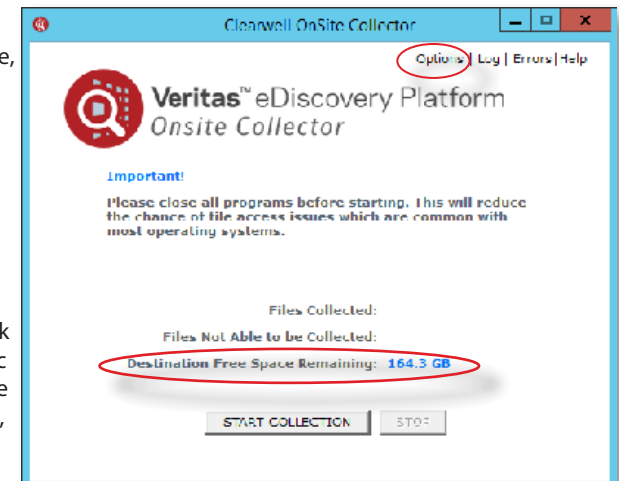 Clearwell OnSite Collector
e,
Options | Log | Errors | Help
Veritas™ eDiscovery Platform
Onsite Collector
Important!
Please close all programs before starting. This will reduce
the chance of file access issues which are common with
most operating systems.
Files Collected:
k
Files Not Able to be Collected:
c
Destination Free Space Remaining: 164.3 GB
e
,
START COLLECTION STOP